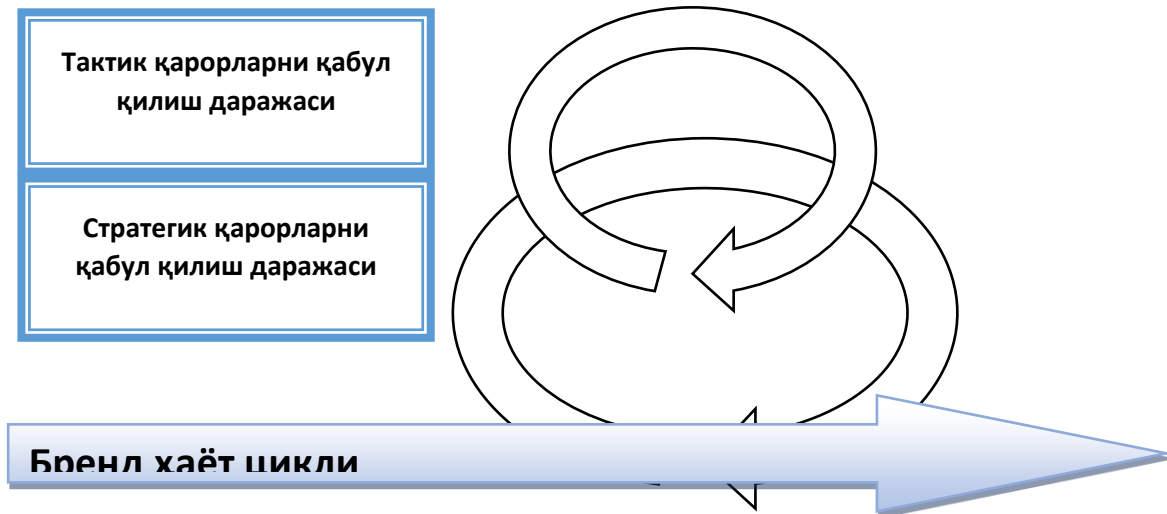 Тактик қарорларни қабул
қилиш даражаси
Стратегик қарорларни
қабул қилиш даражаси
Бренд хаёт цикли